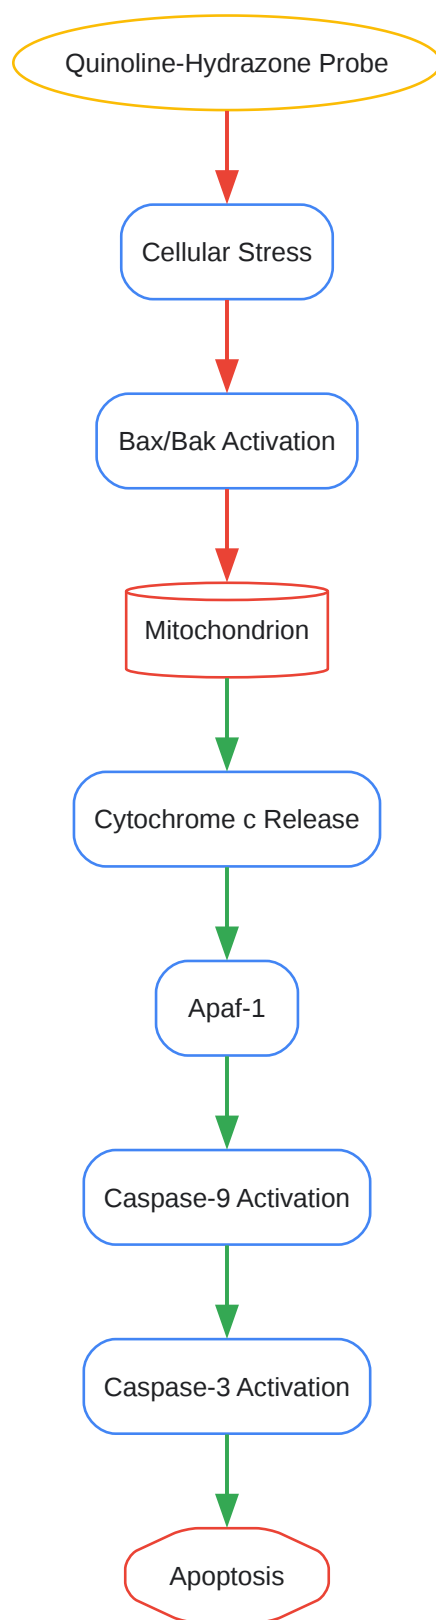 Quinoline-Hydrazone Probe
Cellular Stress
Bax/Bak Activation
Mitochondrion
Cytochrome c Release
Apaf-1
Caspase-9 Activation
Caspase-3 Activation
Apoptosis